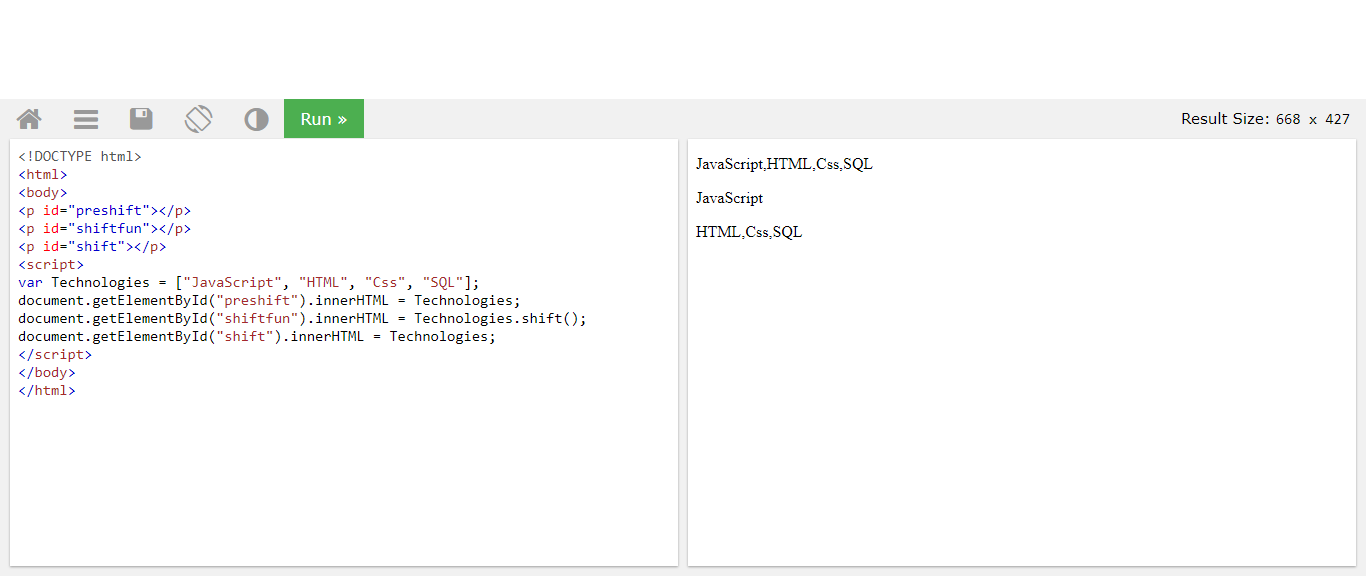 Run »
Result Size: 668 x 427
<!DOCTYPE html>
<html>
<body>
<p id="preshift"></p>
<p id="shiftfun"></p>
<p id="shift"></p>
<script>
var Technologies = ["JavaScript", "HTML", "Css", "SQL"];
document.getElementById("preshift").innerHTML = Technologies;
document.getElementById("shiftfun").innerHTML = Technologies.shift();
document.getElementById("shift").innerHTML = Technologies;
</script>
</body>
</html>
JavaScript,HTML,Css,SQL
JavaScript
HTML,Css,SQL